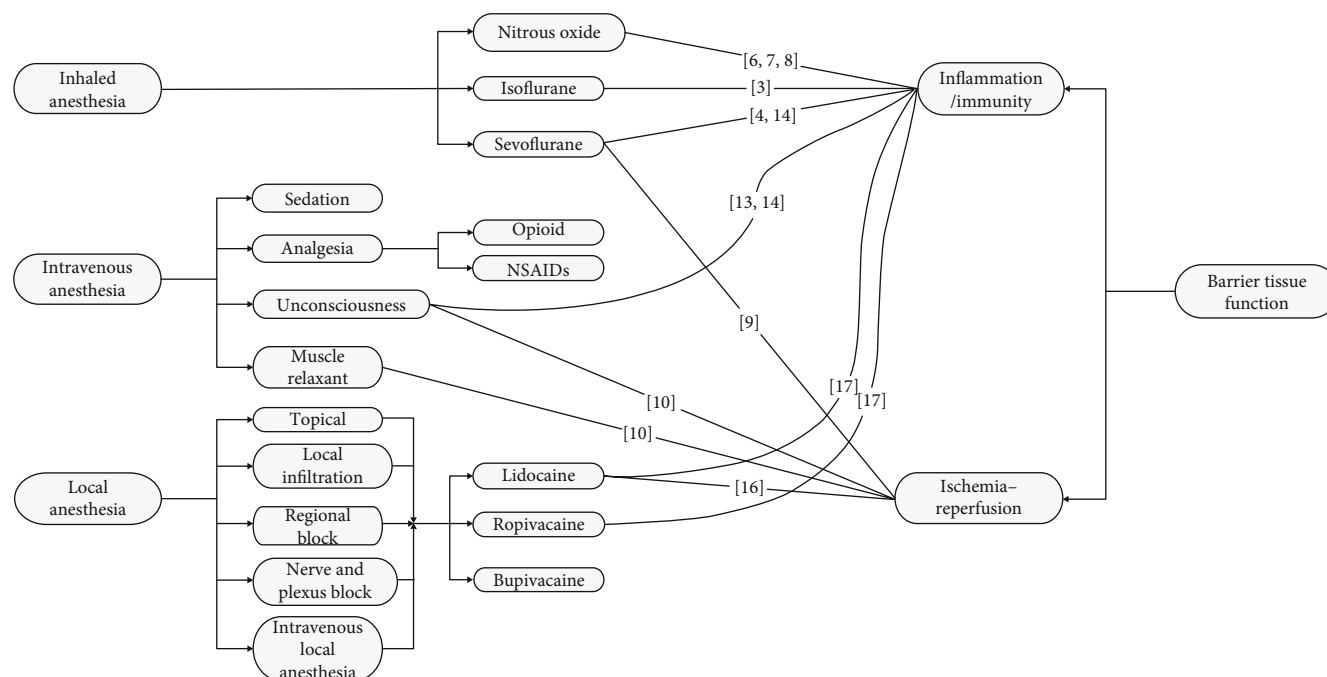 Inhaled
anesthesia
Nitrous oxide
Isoflurane
Sevoflurane
[6, 7, 8]
[3]
[4, 14]
Inflammation
/immunity
Intravenous
anesthesia
Sedation
Analgesia
Unconsciousness
Muscle
relaxant
Opioid
NSAIDs
[13, 14]
[9]
[10]
[10]
Barrier tissue
function
Local
anesthesia
Topical
Local
infiltration
Regional
block
Nerve and
plexus block
Intravenous
local
anesthesia
Lidocaine
Ropivacaine
Bupivacaine
[17]
[17]
[16]
Ischemia–
reperfusion